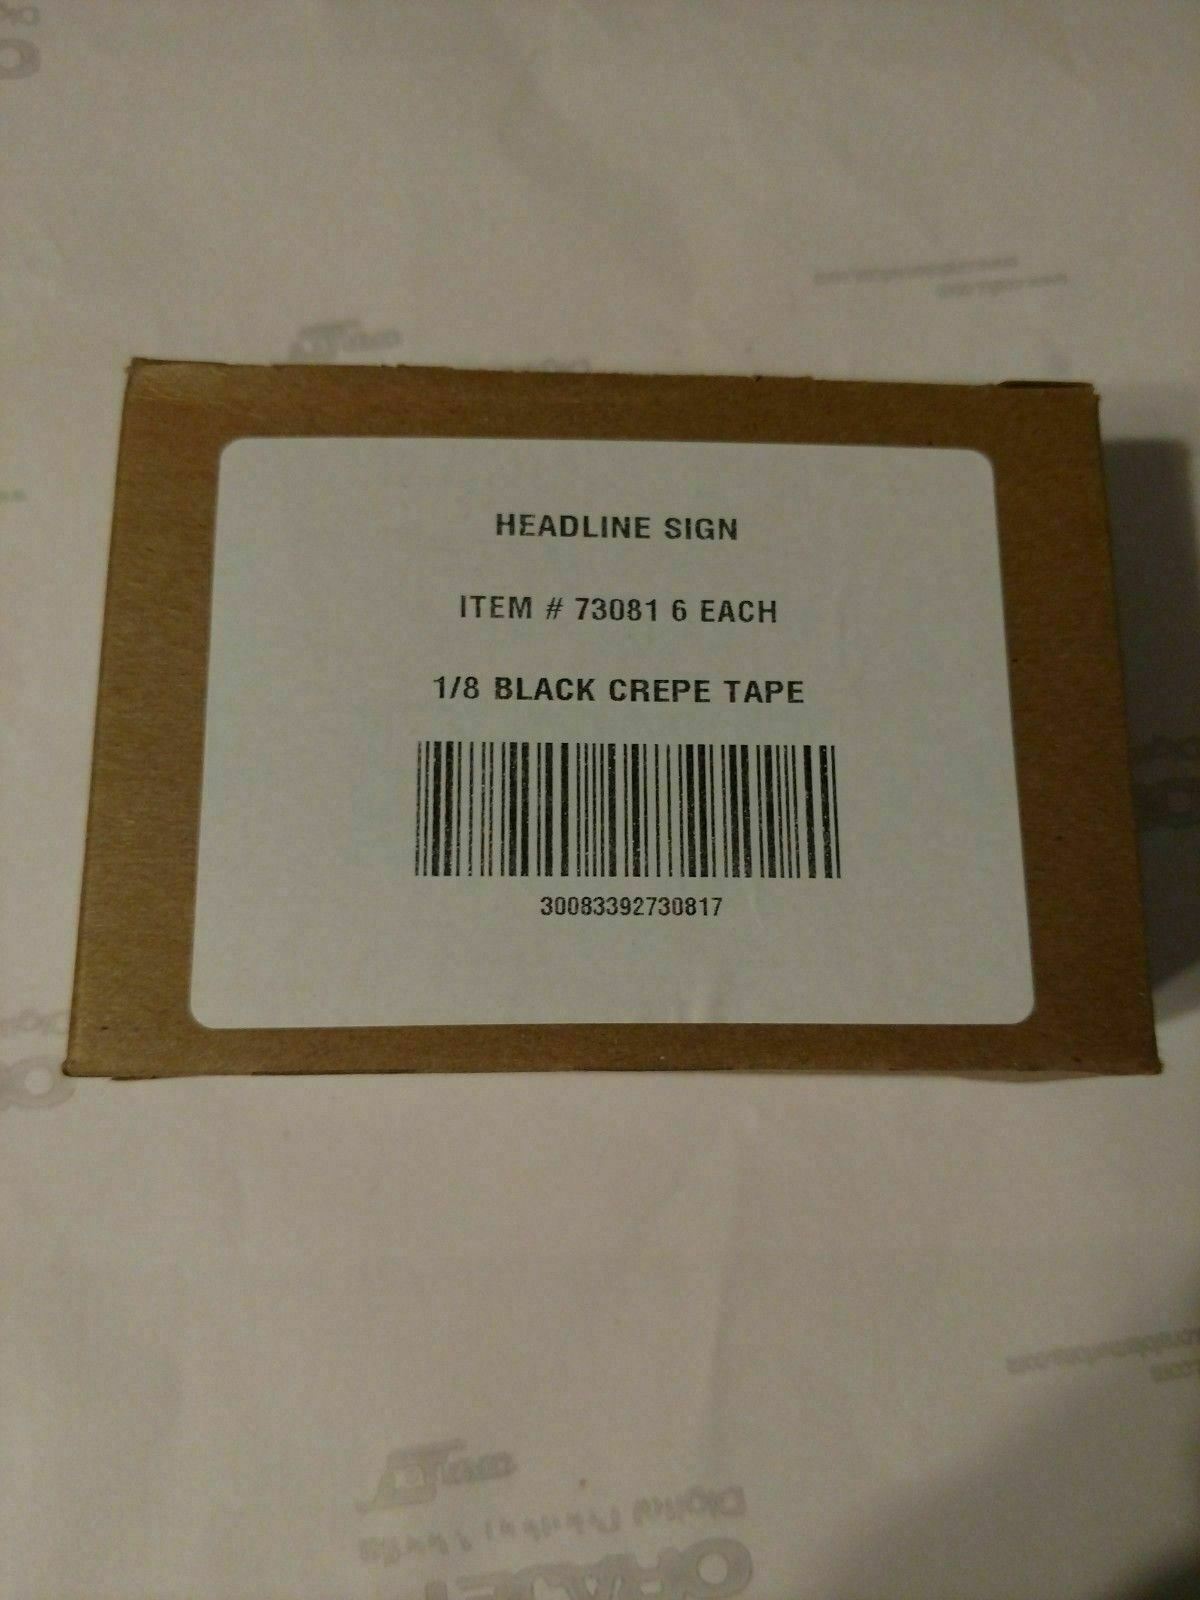 HEADLINE SIGN
ITEM # 73081 6 EACH
1/8 BLACK CREPE TAPE
30083392730817